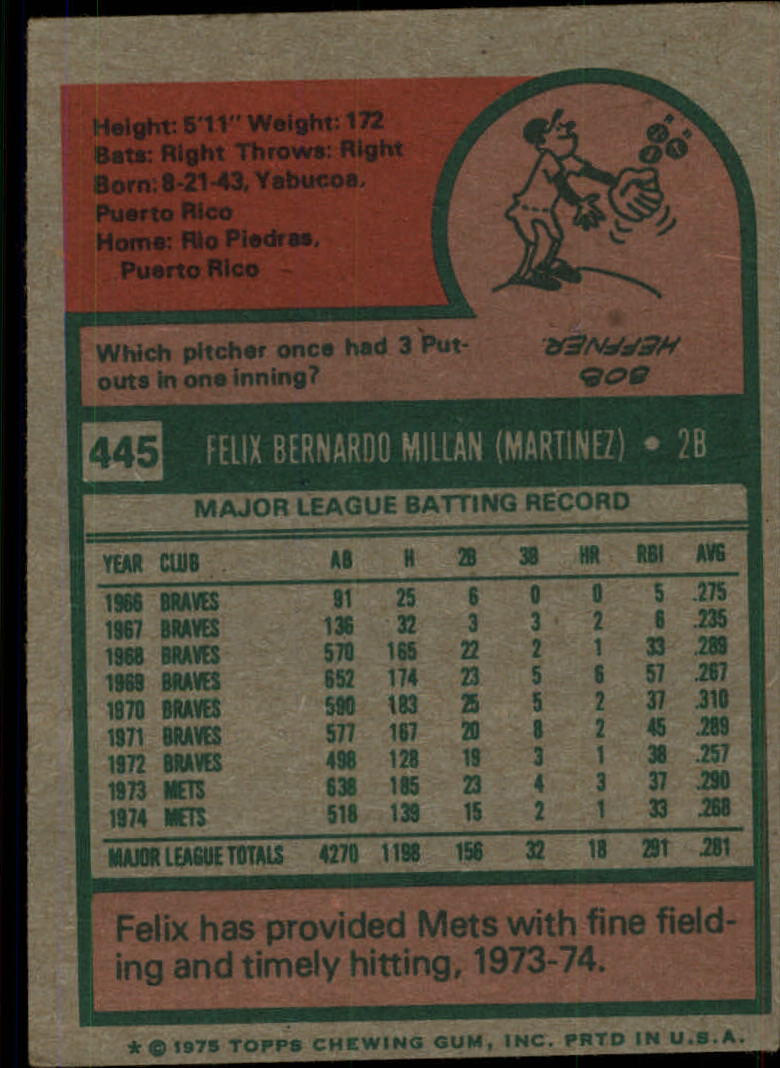 Height: 5'11" Weight: 172
Bats: Right Throws: Right
Born: 8-21-43, Yabucoa,
Puerto Rico
Home: Rio Piedras,
Puerto Rico
Which pitcher once had 3 Put-
outs in one inning?
BOB
HEFFNER.
445 FELIX BERNARDO MILLAN (MARTINEZ) • 2B
MAJOR LEAGUE BATTING RECORD
YEAR CLUB AB H 2B 3B HR RBI AVG
1966 BRAVES 91 25 6 0 0 5 .275
1967 BRAVES 136 32 3 3 2 6 .235
1968 BRAVES 570 165 22 2 1 33 .289
1969 BRAVES 652 174 23 5 6 57 .267
1970 BRAVES 590 183 25 5 2 37 .310
1971 BRAVES 577 167 20 8 2 45 .289
1972 BRAVES 498 128 19 3 1 38 .257
1973 METS 638 185 23 4 3 37 .290
1974 METS 518 139 15 2 1 33 .268
MAJOR LEAGUE TOTALS 4270 1198 156 32 18 291 .281
Felix has provided Mets with fine field-
ing and timely hitting, 1973-74.
* © 1975 TOPPS CHEWING GUM, INC. PRTD IN U.S.A.